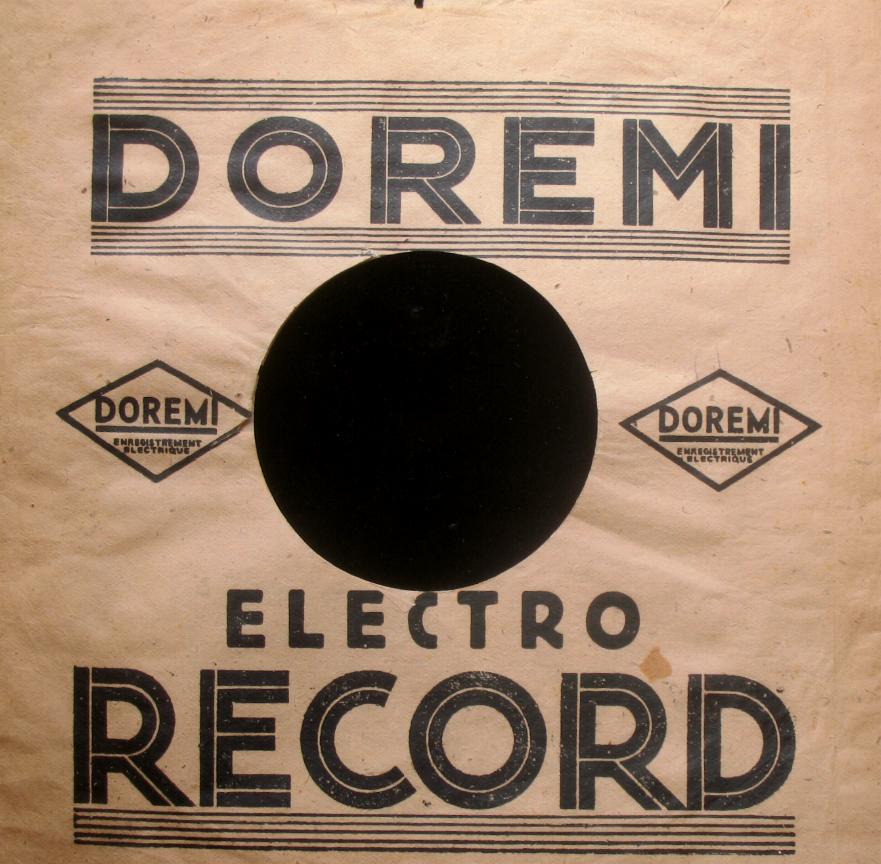 DOREMI
DOREMI
ENREGISTREMENT
ELECTRIQUE
DOREMI
ENREGISTREMENT
ELECTRIQUE
ELECTRO
RECORD